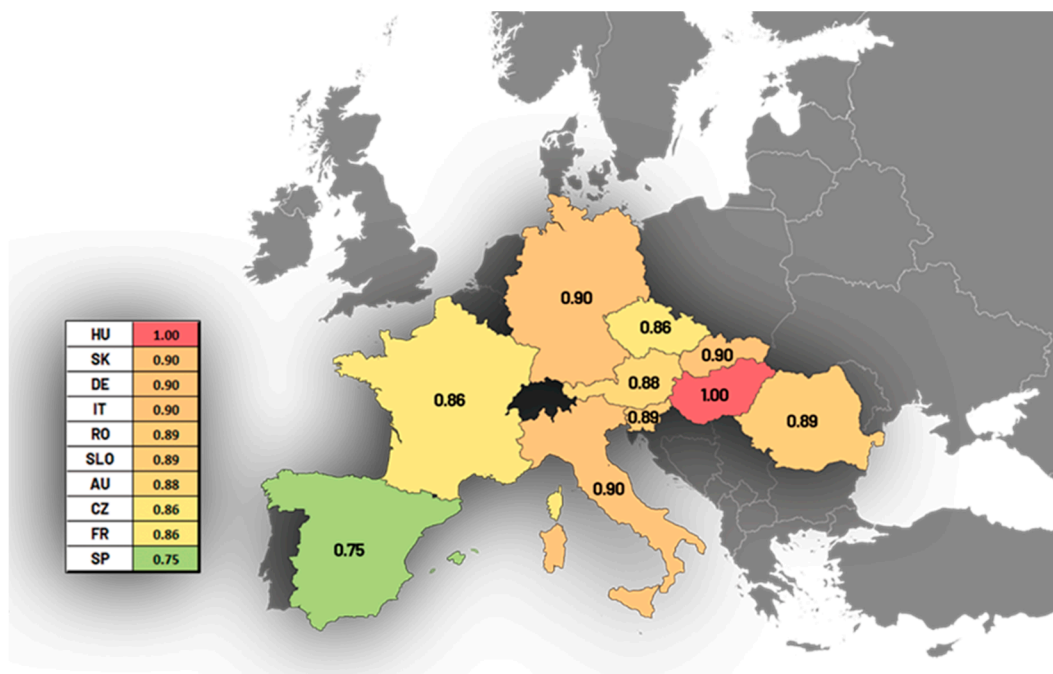 HU 1.00
SK 0.90
DE 0.90
IT 0.90
RO 0.89
SLO 0.89
AU 0.88
CZ 0.86
FR 0.86
SP 0.75
0.90
0.86
0.90
0.88
1.00
0.86
0.89
0.89
0.90
0.75